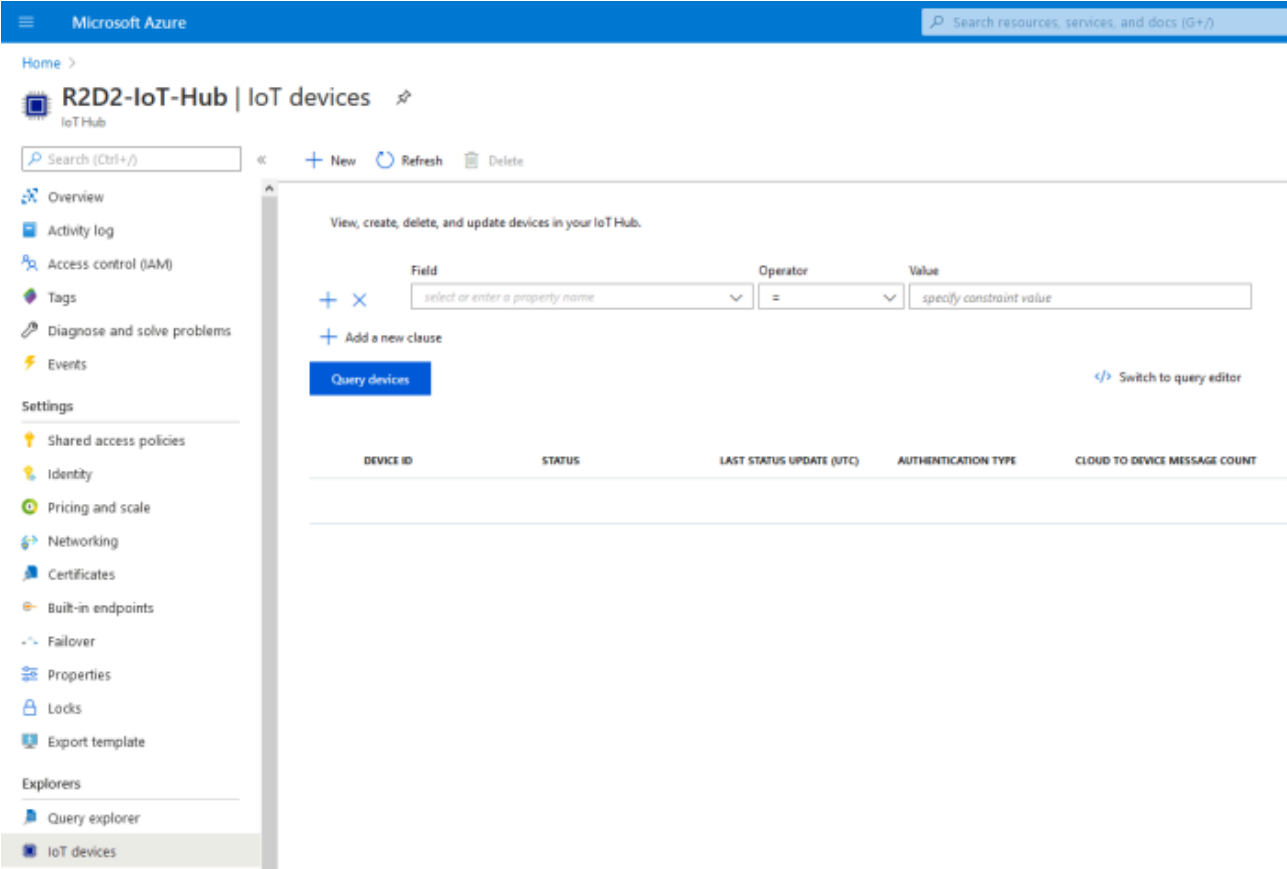 Microsoft Azure
Search resources, services, and docs (G+/)
Home >
R2D2-IoT-Hub | IoT devices
IoT Hub
Search (Ctrl+/)
«
New
Refresh
Delete
Overview
Activity log
Access control (IAM)
Tags
Diagnose and solve problems
Events
Settings
Shared access policies
Identity
Pricing and scale
Networking
Certificates
Built-in endpoints
Failover
Properties
Locks
Export template
Explorers
Query explorer
IoT devices
View, create, delete, and update devices in your IoT Hub.
Field Operator Value
select or enter a property name = specify constraint value
Add a new clause
Query devices
</> Switch to query editor
DEVICE ID STATUS LAST STATUS UPDATE (UTC) AUTHENTICATION TYPE CLOUD TO DEVICE MESSAGE COUNT